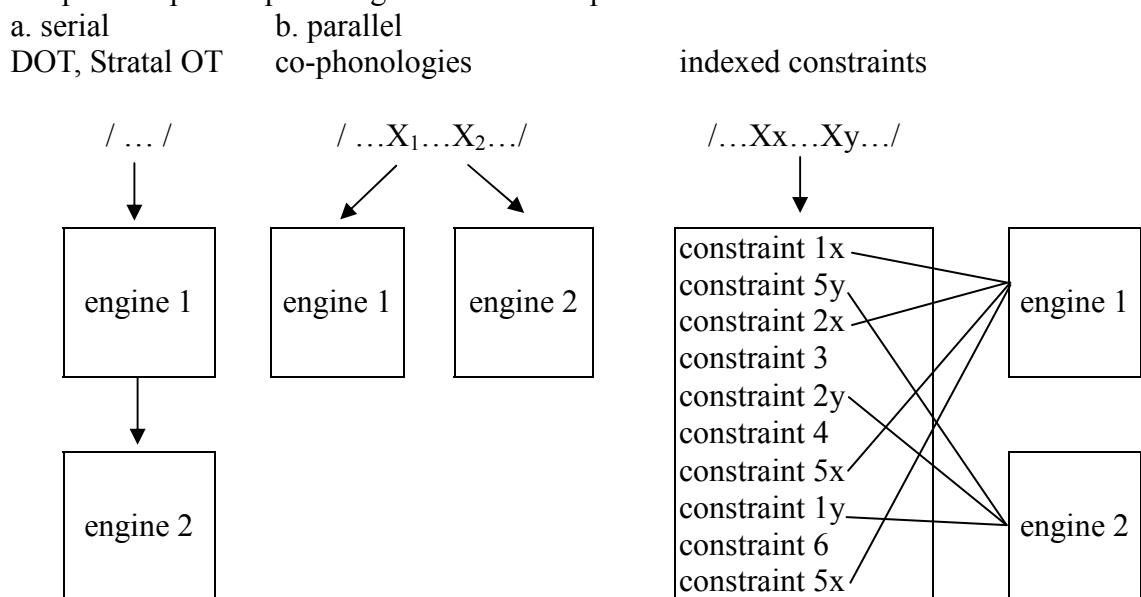 a. serial b. parallel
DOT, Stratal OT co-phonologies indexed constraints
/ … / / …X₁…X₂…/ /…Xx…Xy…/
constraint 1x
engine 1 engine 1 engine 2 constraint 5y engine 1
constraint 2x
constraint 3
constraint 2y
constraint 4
constraint 5x
engine 2 constraint 1y engine 2
constraint 6
constraint 5x